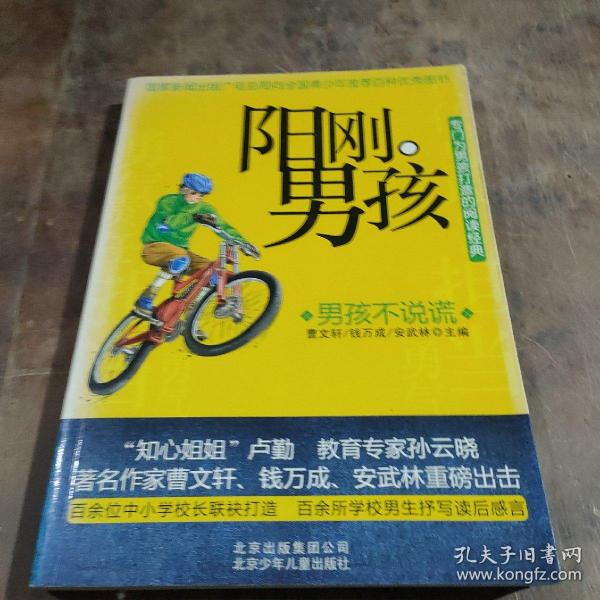 国家新闻出版广电总局向全国青少年推荐百种优秀图书
阳刚
男孩
专门为男孩打造的阅读经典
男孩不说谎
曹文轩/钱万成/安武林○主编
“知心姐姐”卢勤 教育专家孙云晓
著名作家曹文轩、钱万成、安武林重磅出击
百余位中小学校长联袂打造 百余所学校男生抒写读后感言
北京出版集团公司
北京少年儿童出版社
孔夫子旧书网
www.kongfz.com